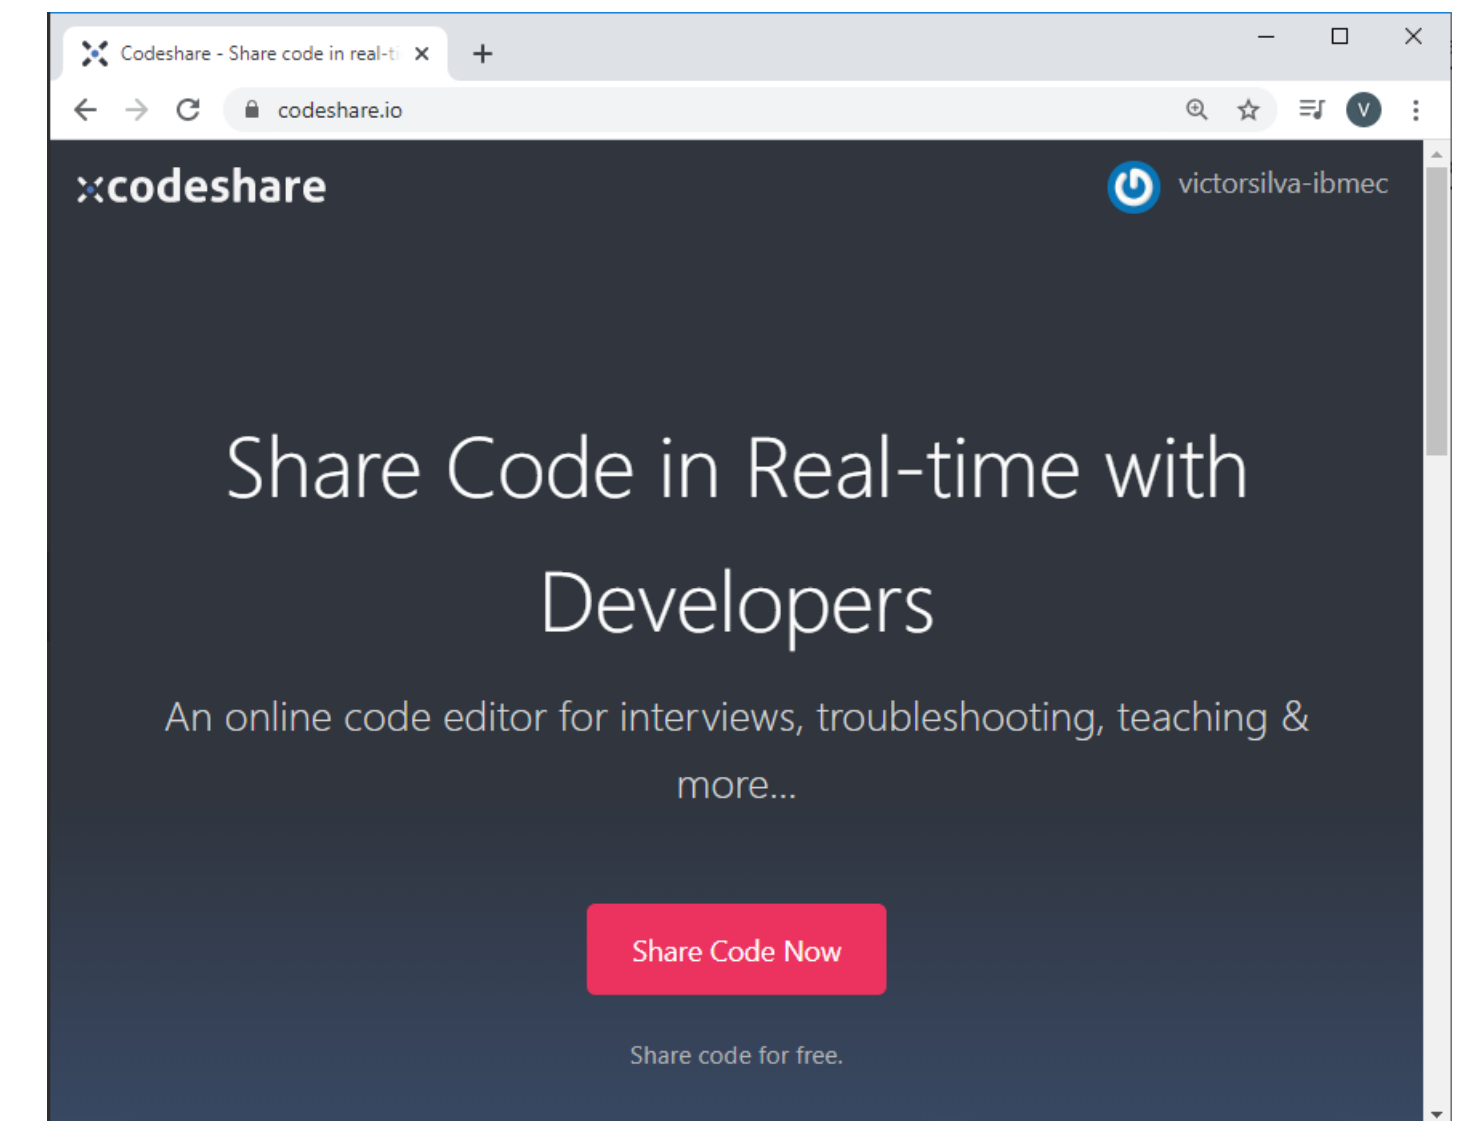 Codeshare - Share code in real-ti
codeshare.io
V
codeshare
victorsilva-ibmec
Share Code in Real-time with
Developers
An online code editor for interviews, troubleshooting, teaching &
more...
Share Code Now
Share code for free.